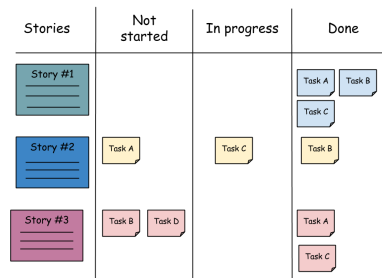 Stories
Not
started
In progress
Done
Story #1
Task A
Task B
Task C
Story #2
Task A
Task C
Task B
Story #3
Task B
Task D
Task A
Task C